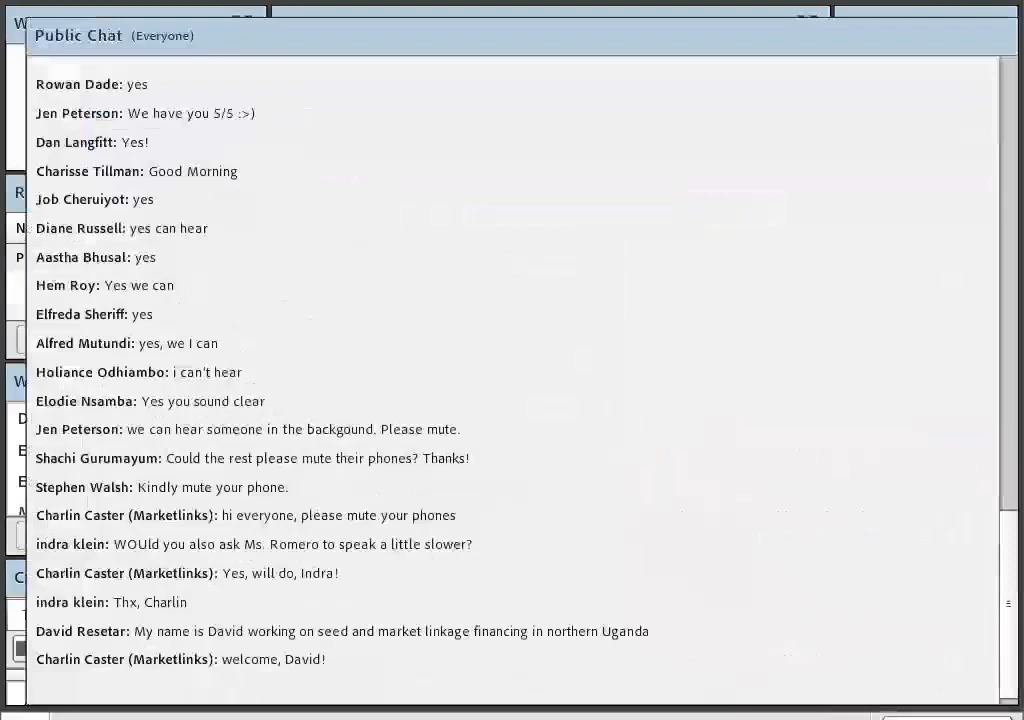 Public Chat (Everyone)
Rowan Dade: yes
Jen Peterson: We have you 5/5 :>)
Dan Langfitt: Yes!
Charisse Tillman: Good Morning
Job Cheruiyot: yes
Diane Russell: yes can hear
Aastha Bhusal: yes
Hem Roy: Yes we can
Elfreda Sheriff: yes
Alfred Mutundi: yes, we I can
Holiance Odhiambo: i can't hear
Elodie Nsamba: Yes you sound clear
Jen Peterson: we can hear someone in the backgound. Please mute.
Shachi Gurumayum: Could the rest please mute their phones? Thanks!
Stephen Walsh: Kindly mute your phone.
Charlin Caster (Marketlinks): hi everyone, please mute your phones
indra klein: WOUld you also ask Ms. Romero to speak a little slower?
Charlin Caster (Marketlinks): Yes, will do, Indra!
indra klein: Thx, Charlin
David Resetar: My name is David working on seed and market linkage financing in northern Uganda
Charlin Caster (Marketlinks): welcome, David!